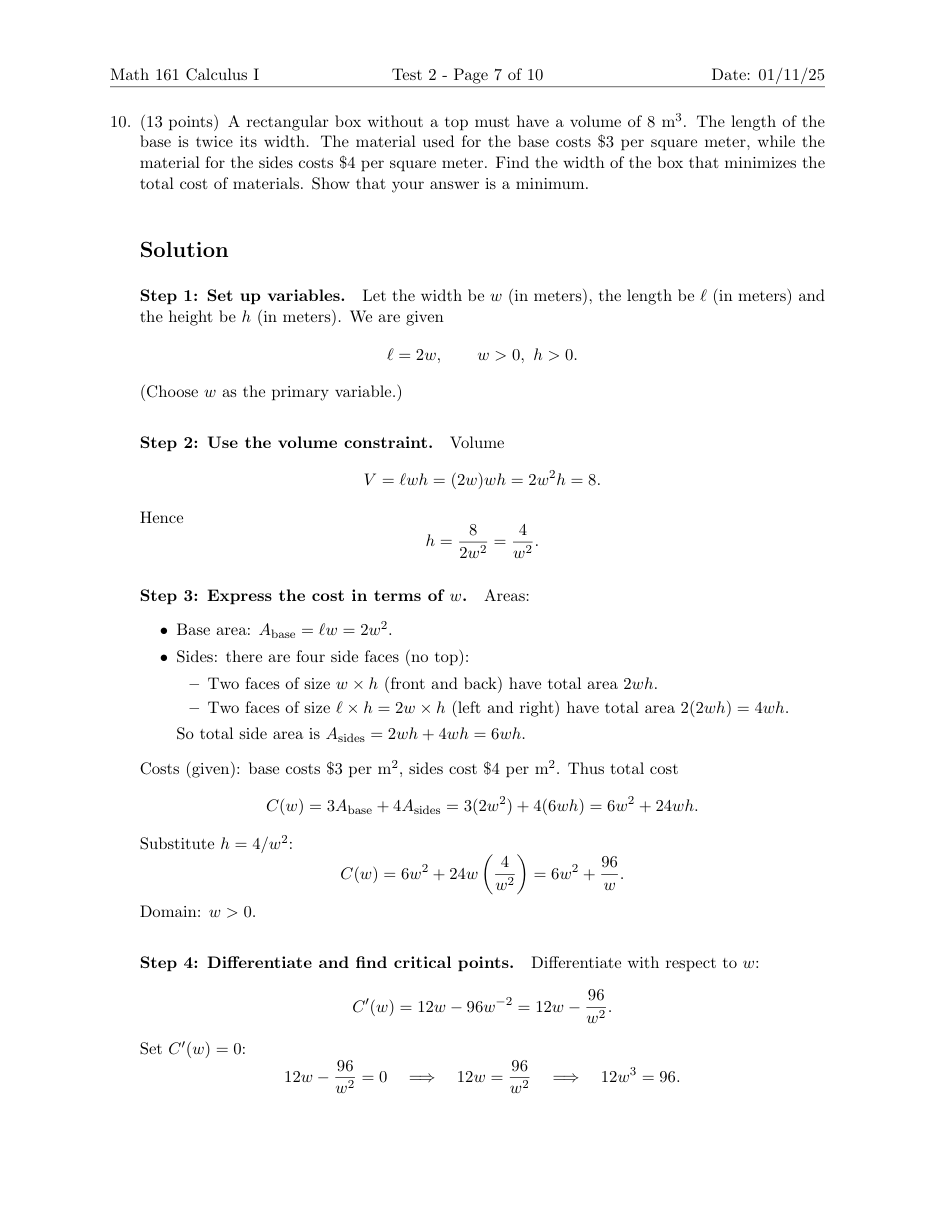 Math 161 Calculus I Test 2 - Page 7 of 10 Date: 01/11/25
10. (13 points) A rectangular box without a top must have a volume of 8 m³. The length of the
base is twice its width. The material used for the base costs $3 per square meter, while the
material for the sides costs $4 per square meter. Find the width of the box that minimizes the
total cost of materials. Show that your answer is a minimum.
Solution
Step 1: Set up variables. Let the width be w (in meters), the length be ℓ (in meters) and
the height be h (in meters). We are given
ℓ = 2w, w > 0, h > 0.
(Choose w as the primary variable.)
Step 2: Use the volume constraint. Volume
V = ℓwh = (2w)wh = 2w²h = 8.
Hence
h = 8/2w² = 4/w².
Step 3: Express the cost in terms of w. Areas:
• Base area: A_base = ℓw = 2w².
• Sides: there are four side faces (no top):
– Two faces of size w × h (front and back) have total area 2wh.
– Two faces of size ℓ × h = 2w × h (left and right) have total area 2(2wh) = 4wh.
So total side area is A_sides = 2wh + 4wh = 6wh.
Costs (given): base costs $3 per m², sides cost $4 per m². Thus total cost
C(w) = 3A_base + 4A_sides = 3(2w²) + 4(6wh) = 6w² + 24wh.
Substitute h = 4/w²:
C(w) = 6w² + 24w (4/w²) = 6w² + 96/w.
Domain: w > 0.
Step 4: Differentiate and find critical points. Differentiate with respect to w:
C′(w) = 12w − 96w⁻² = 12w − 96/w².
Set C′(w) = 0:
12w − 96/w² = 0 ⟹ 12w = 96/w² ⟹ 12w³ = 96.